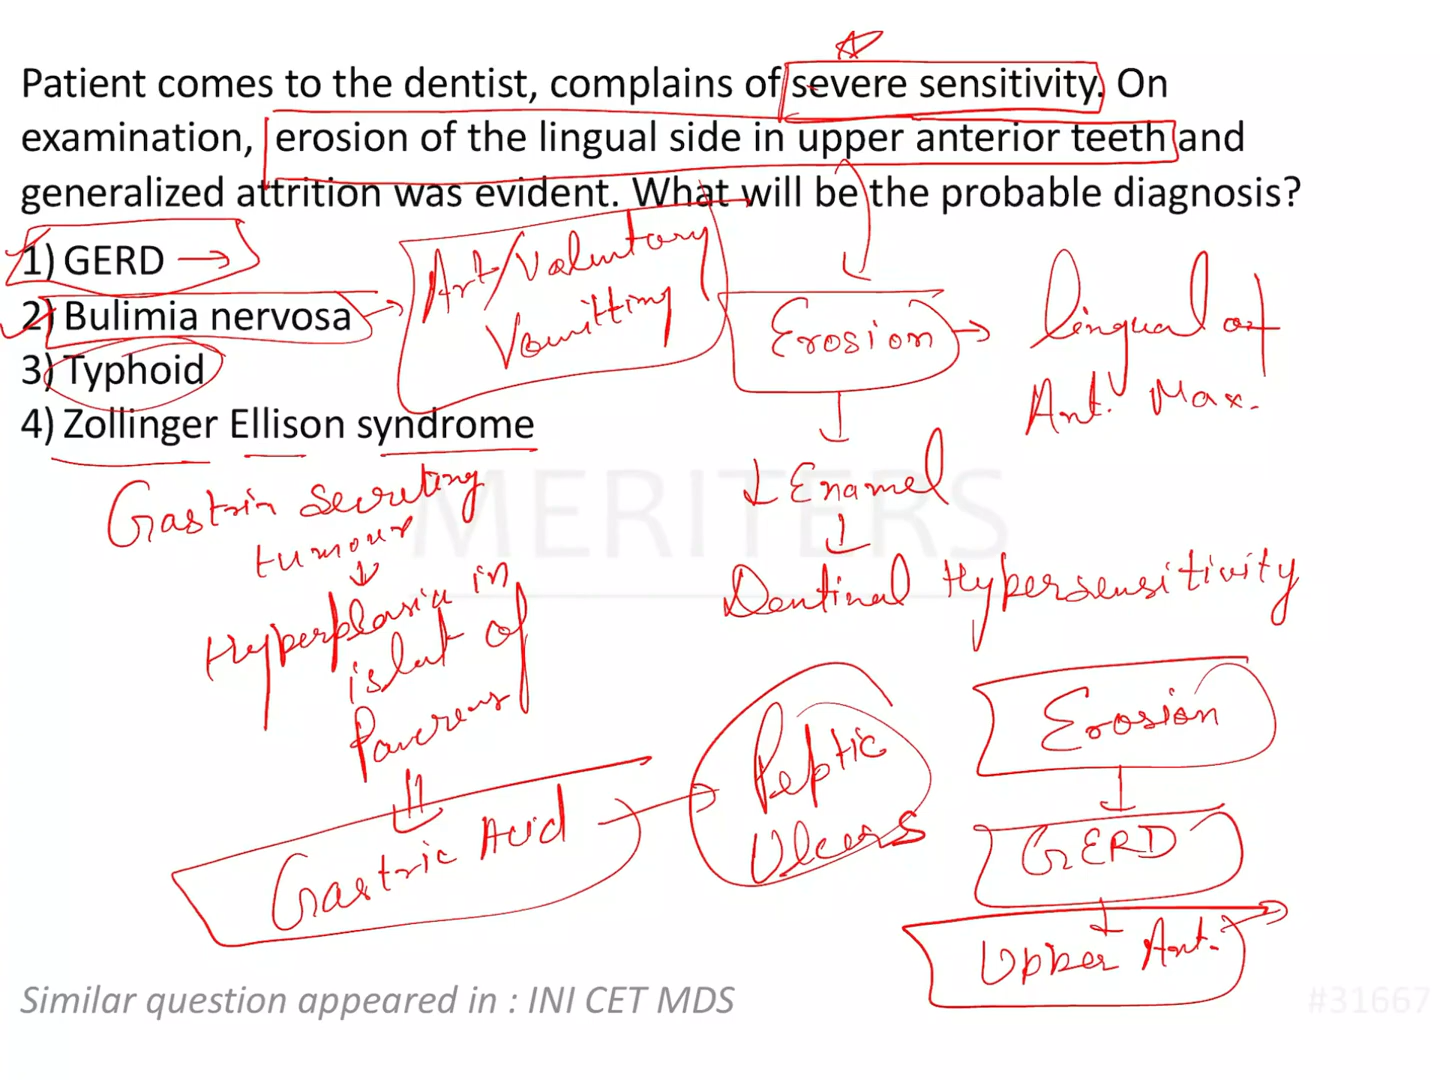 Patient comes to the dentist, complains of severe sensitivity. On
examination, erosion of the lingual side in upper anterior teeth and
generalized attrition was evident. What will be the probable diagnosis?
1) GERD →
2) Bulimia nervosa
3) Typhoid
4) Zollinger Ellison syndrome
Art/Voluntary
Vomitting
Erosion
lingual of
Ant. Max.
↓ Enamel
Dentinal Hypersensitivity
Gastrin Secreting
tumour
Hyperplasia in
islet of
Pancreas
Gastric Acid
Peptic
Ulcers
Erosion
GERD
Upper Ant.
MERITERS
Similar question appeared in : INI CET MDS
#31667